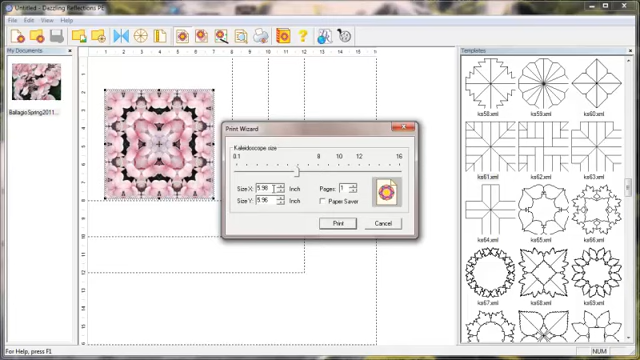 Untitled - Dazzling Reflections PE
File Edit View Help
My Documents
BallagioSpring2011...
Print Wizard
Kaleidoscope size
0.1 8 10 12 16
Size X: 5.98 Inch Pages: 1
Size Y: 5.96 Inch Paper Saver
Print Cancel
Templates
ks58.xml ks59.xml ks60.xml
ks61.xml ks62.xml ks63.xml
ks64.xml ks65.xml ks66.xml
ks67.xml ks68.xml ks69.xml
For Help, press F1
NUM